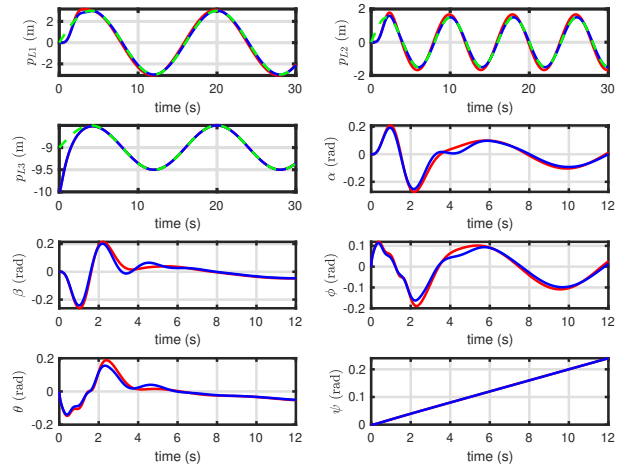 p_{L1} (m)
2
0
-2
0 10 20 30
time (s)
p_{L2} (m)
2
0
-2
0 10 20 30
time (s)
p_{L3} (m)
-9
-9.5
-10
0 10 20 30
time (s)
α (rad)
0.2
0
-0.2
0 2 4 6 8 10 12
time (s)
β (rad)
0.2
0
-0.2
0 2 4 6 8 10 12
time (s)
ϕ (rad)
0.2
0.1
0
-0.1
-0.2
0 2 4 6 8 10 12
time (s)
θ (rad)
0.2
0
-0.2
0 2 4 6 8 10 12
time (s)
ψ (rad)
0.2
0
0 2 4 6 8 10 12
time (s)